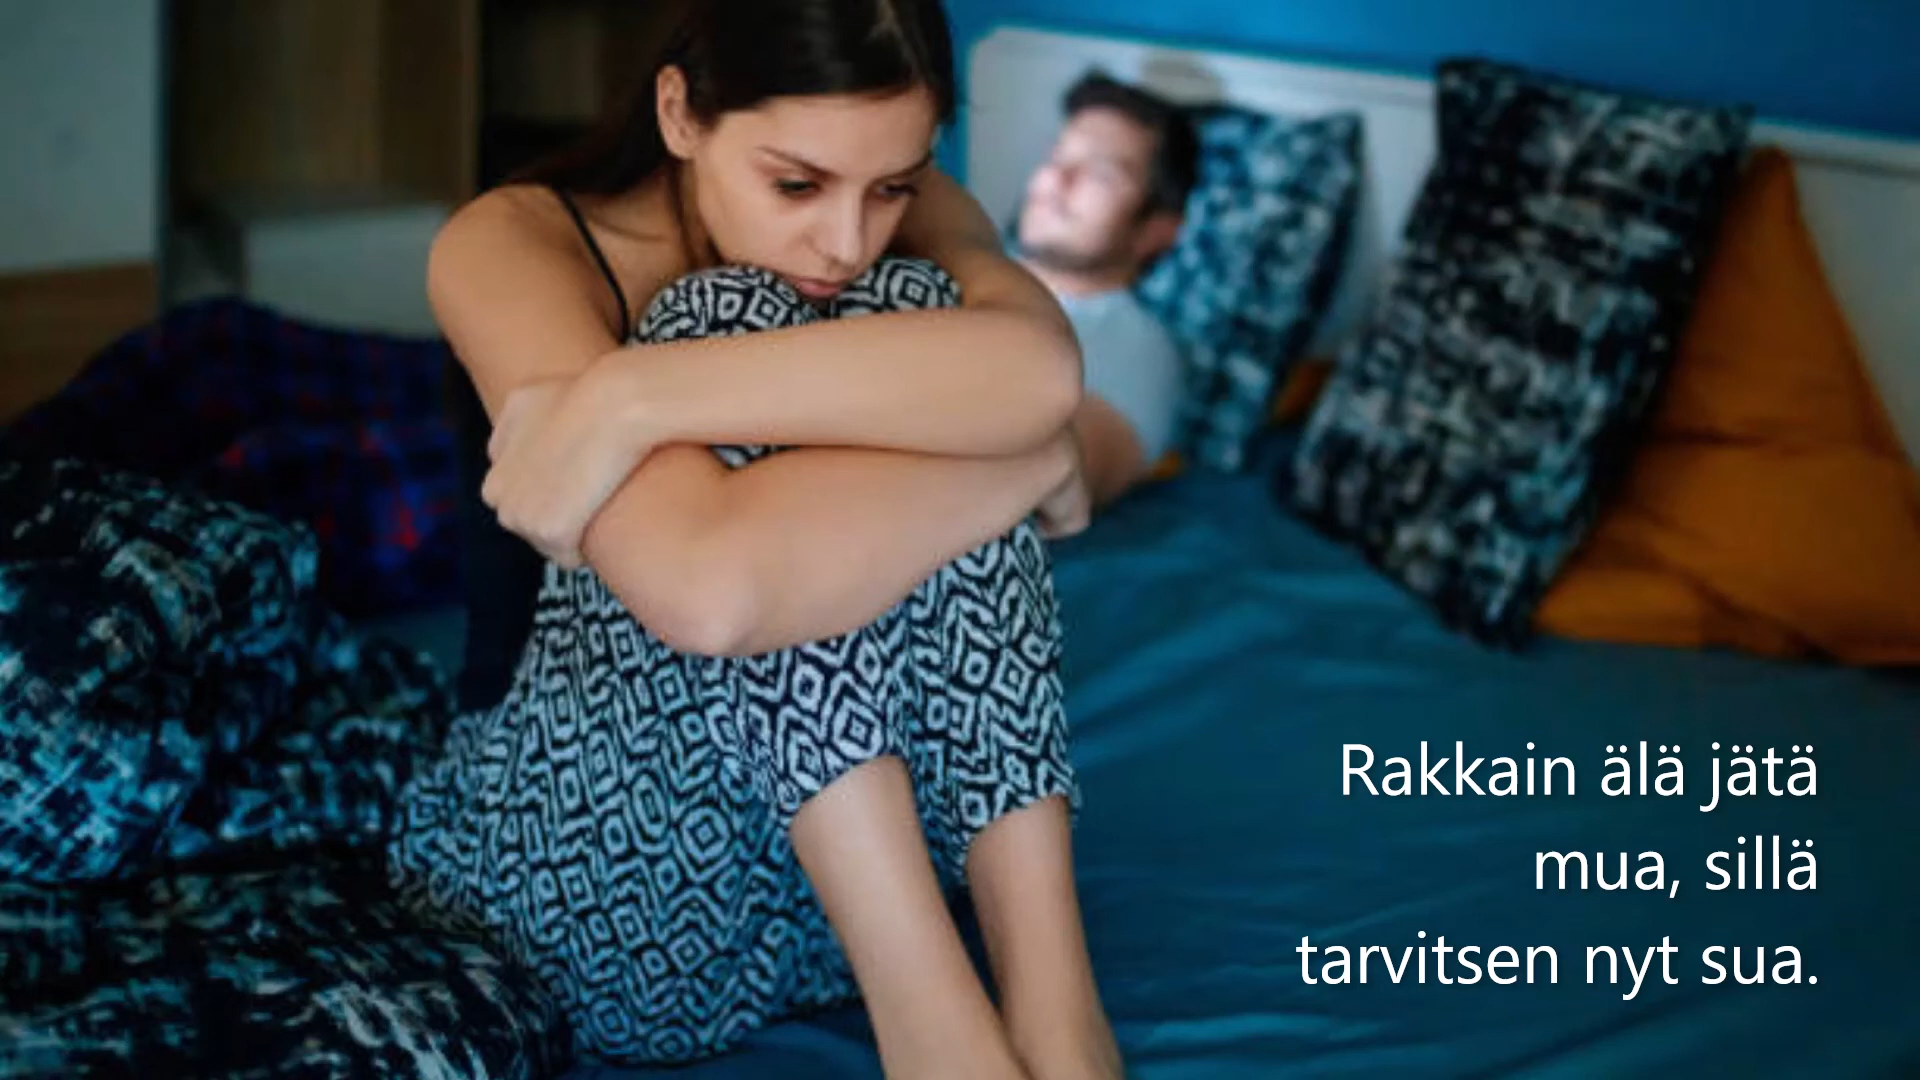 Rakkain älä jätä
mua, sillä
tarvitsen nyt sua.